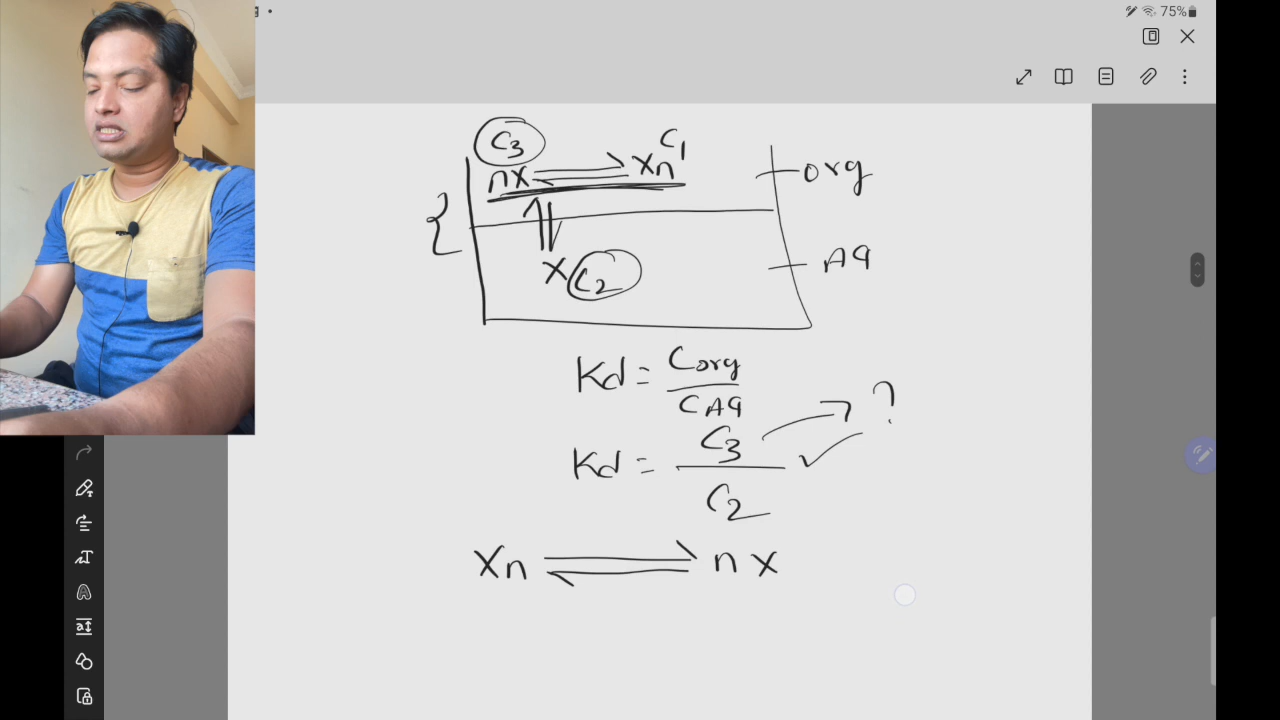 75%
C3
nx ⇌ xn C1
org
x C2
Aq
Kd = Corg / CAq
Kd = C3 / C2
?
xn ⇌ nx